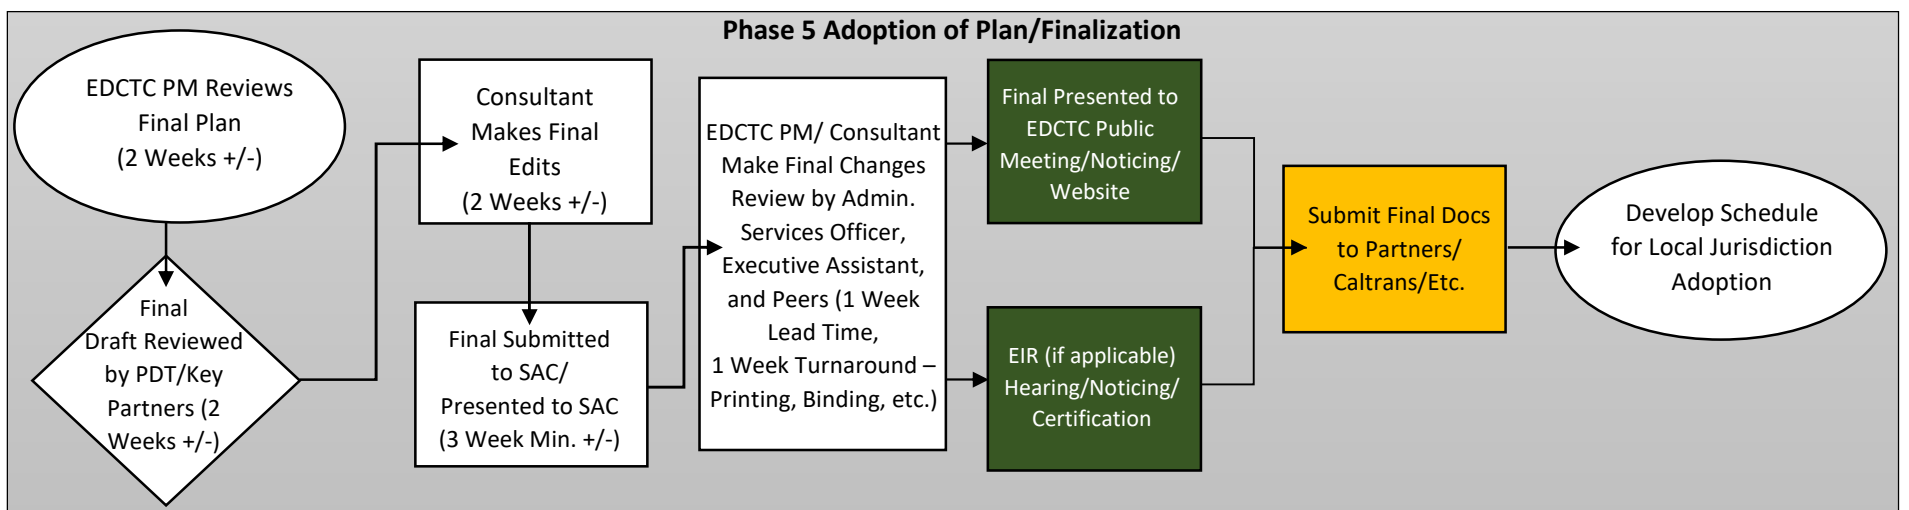 Phase 5 Adoption of Plan/Finalization
EDCTC PM Reviews
Final Plan
(2 Weeks +/-)
Final
Draft Reviewed
by PDT/Key
Partners (2
Weeks +/-)
Consultant
Makes Final
Edits
(2 Weeks +/-)
Final Submitted
to SAC/
Presented to SAC
(3 Week Min. +/-)
EDCTC PM/ Consultant
Make Final Changes
Review by Admin.
Services Officer,
Executive Assistant,
and Peers (1 Week
Lead Time,
1 Week Turnaround –
Printing, Binding, etc.)
Final Presented to
EDCTC Public
Meeting/Noticing/
Website
EIR (if applicable)
Hearing/Noticing/
Certification
Submit Final Docs
to Partners/
Caltrans/Etc.
Develop Schedule
for Local Jurisdiction
Adoption